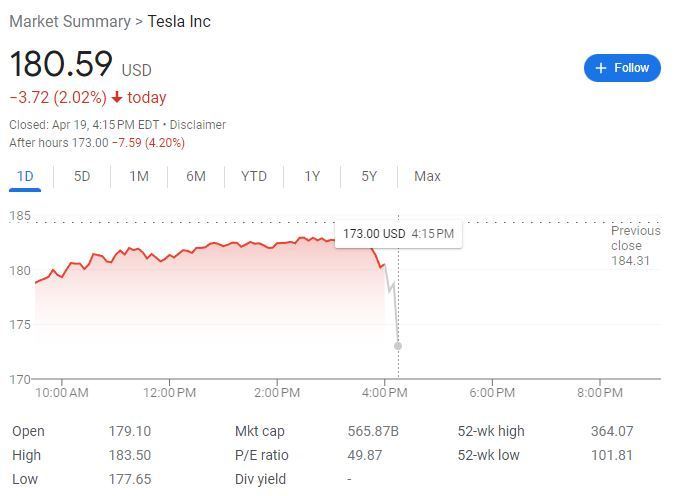 Market Summary > Tesla Inc
180.59 USD
+ Follow
−3.72 (2.02%) ↓ today
Closed: Apr 19, 4:15 PM EDT • Disclaimer
After hours 173.00 −7.59 (4.20%)
1D 5D 1M 6M YTD 1Y 5Y Max
185
173.00 USD 4:15 PM
Previous
close
184.31
180
175
170
10:00 AM 12:00 PM 2:00 PM 4:00 PM 6:00 PM 8:00 PM
Open 179.10 Mkt cap 565.87B 52-wk high 364.07
High 183.50 P/E ratio 49.87 52-wk low 101.81
Low 177.65 Div yield -